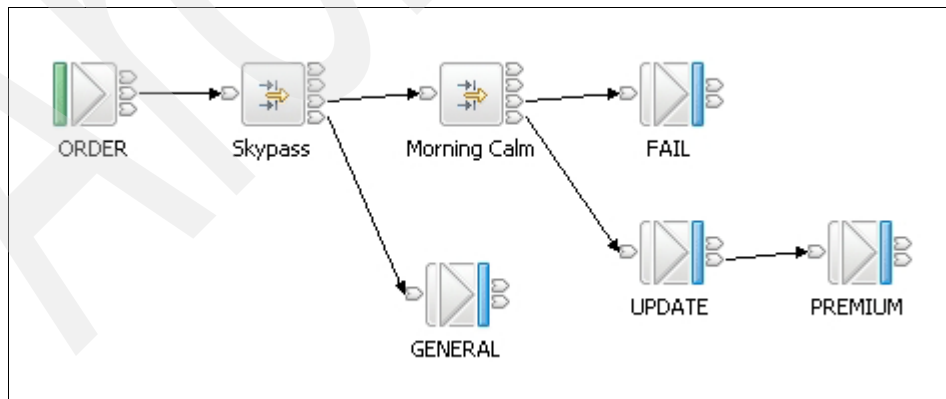 ORDER
Skypass
Morning Calm
FAIL
GENERAL
UPDATE
PREMIUM